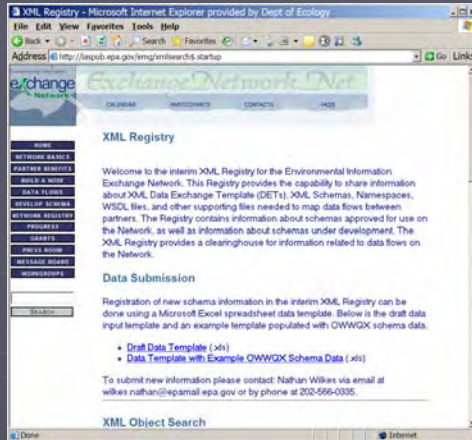 XML Registry - Microsoft Internet Explorer provided by Dept of Ecology
File Edit View Favorites Tools Help
Back Search Favorites
Address http://iaspub.epa.gov/emg/xmlsearch$.startup Go Links
exchange
Network
Exchange Network.Net
CALENDAR PARTICIPANTS CONTACTS FAQS
HOME
NETWORK BASICS
PARTNER BENEFITS
BUILD A NODE
DATA FLOWS
DEVELOP SCHEMA
NETWORK REGISTRY
PROGRESS
GRANTS
PRESS ROOM
MESSAGE BOARD
WORKGROUPS
SEARCH
XML Registry
Welcome to the interim XML Registry for the Environmental Information
Exchange Network. This Registry provides the capability to share information
about XML Data Exchange Template (DETs), XML Schemas, Namespaces,
WSDL files, and other supporting files needed to map data flows between
partners. The Registry contains information about schemas approved for use on
the Network, as well as information about schemas under development. The
XML Registry provides a clearinghouse for information related to data flows on
the Network.
Data Submission
Registration of new schema information in the interim XML Registry can be
done using a Microsoft Excel spreadsheet data template. Below is the draft data
input template and an example template populated with OWWQX schema data.
• Draft Data Template (.xls)
• Data Template with Example OWWQX Schema Data (.xls)
To submit new information please contact: Nathan Wilkes via email at
wilkes.nathan@epamail.epa.gov or by phone at 202-566-0335.
XML Object Search
Done Internet